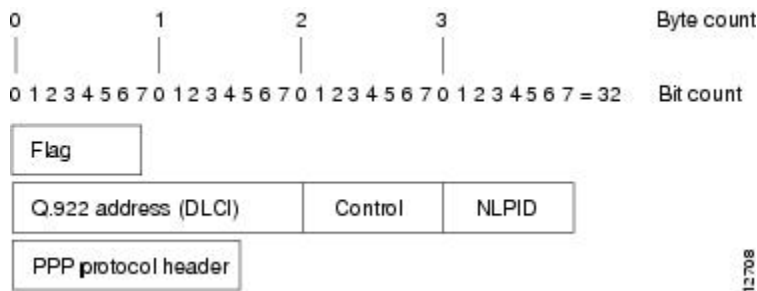 0 1 2 3 Byte count
0 1 2 3 4 5 6 7 0 1 2 3 4 5 6 7 0 1 2 3 4 5 6 7 0 1 2 3 4 5 6 7 = 32 Bit count
Flag
Q.922 address (DLCI) Control NLPID
PPP protocol header
12708